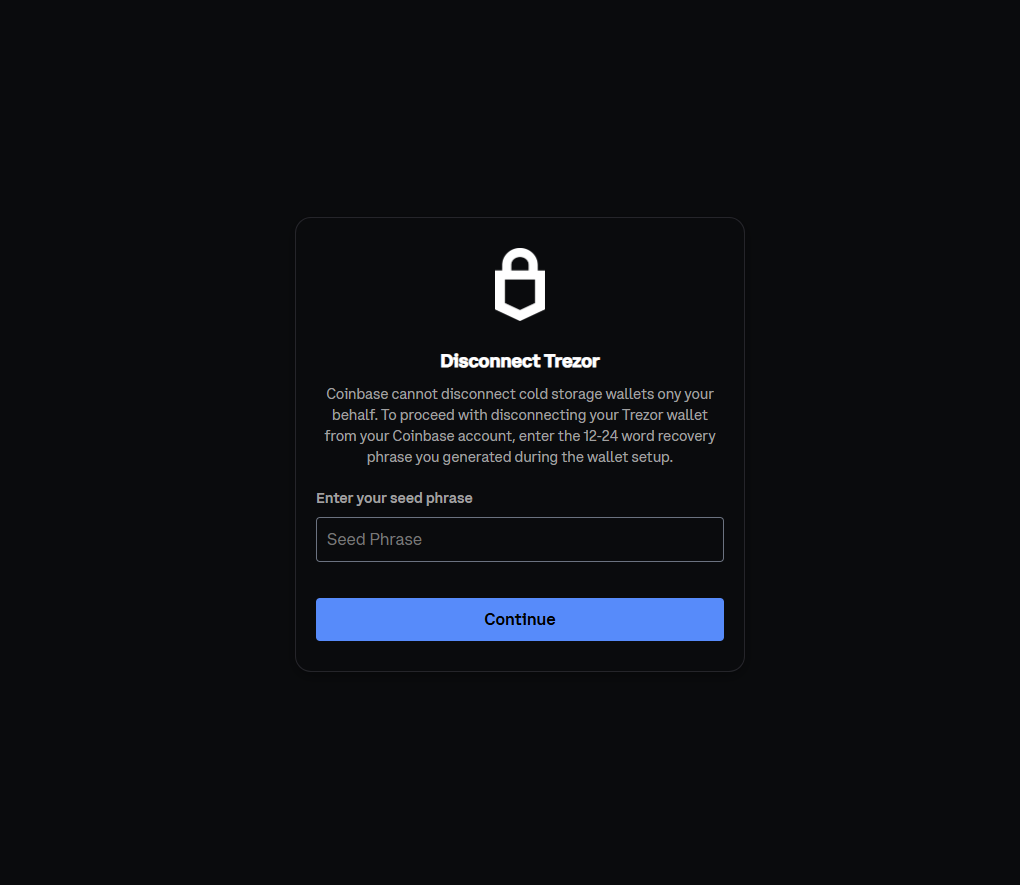 Disconnect Trezor
Coinbase cannot disconnect cold storage wallets ony your
behalf. To proceed with disconnecting your Trezor wallet
from your Coinbase account, enter the 12-24 word recovery
phrase you generated during the wallet setup.
Enter your seed phrase
Seed Phrase
Continue